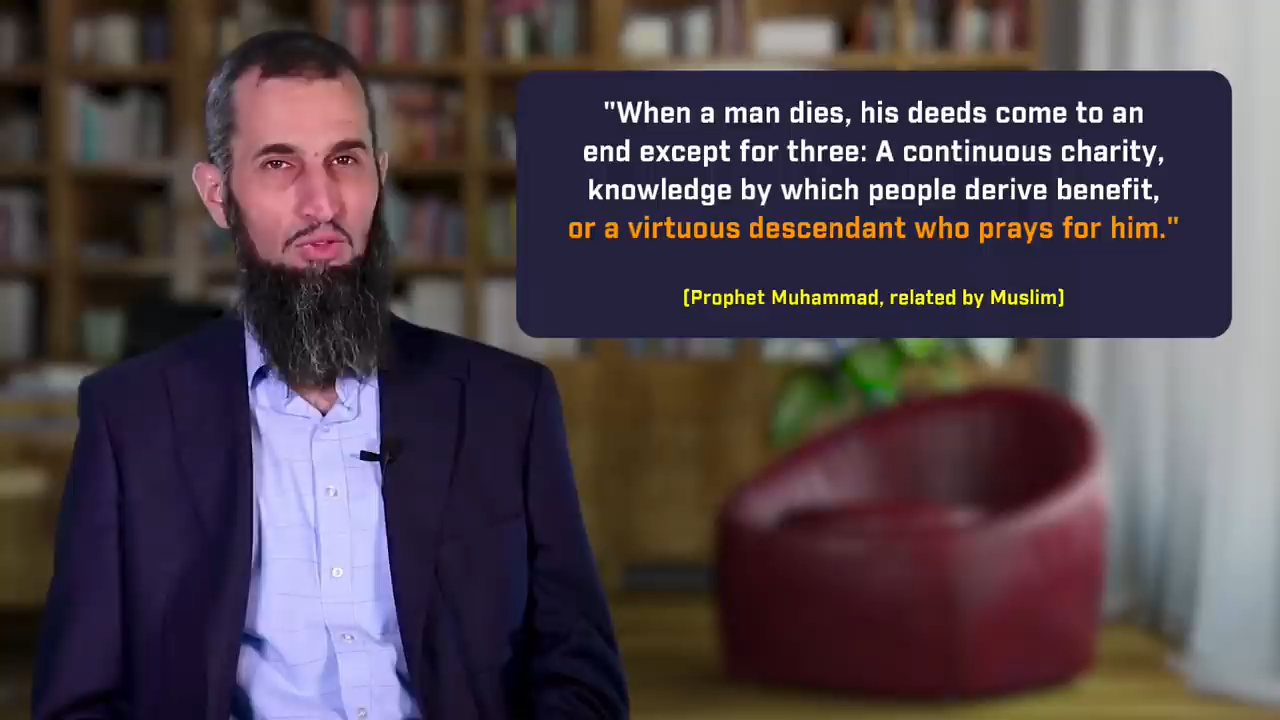 "When a man dies, his deeds come to an
end except for three: A continuous charity,
knowledge by which people derive benefit,
or a virtuous descendant who prays for him."
(Prophet Muhammad, related by Muslim)